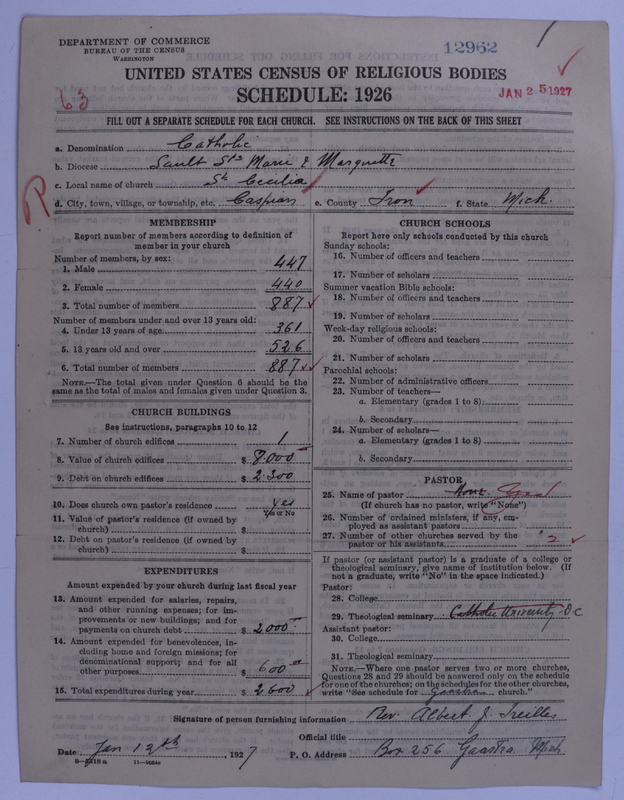 DEPARTMENT OF COMMERCE
BUREAU OF THE CENSUS
WASHINGTON
12962
UNITED STATES CENSUS OF RELIGIOUS BODIES
SCHEDULE: 1926
JAN 25 1927
63
FILL OUT A SEPARATE SCHEDULE FOR EACH CHURCH. SEE INSTRUCTIONS ON THE BACK OF THIS SHEET
a. Denomination Catholic
b. Diocese Sault Ste Marie & Marquette
c. Local name of church St. Cecilia
d. City, town, village, or township, etc. Caspian e. County Iron f. State Mich.
MEMBERSHIP
Report number of members according to definition of
member in your church
Number of members, by sex:
1. Male 447
2. Female 440
3. Total number of members 887
Number of members under and over 13 years old:
4. Under 13 years of age 361
5. 13 years old and over 526
6. Total number of members 887
NOTE.—The total given under Question 6 should be the
same as the total of males and females given under Question 3.
CHURCH BUILDINGS
See instructions, paragraphs 10 to 12
7. Number of church edifices 1
8. Value of church edifices $ 8000
9. Debt on church edifices $ 2300
10. Does church own pastor's residence yes
Yes or No
11. Value of pastor's residence (if owned by
church) $
12. Debt on pastor's residence (if owned by
church) $
EXPENDITURES
Amount expended by your church during last fiscal year
13. Amount expended for salaries, repairs,
and other running expenses; for im-
provements or new buildings; and for
payments on church debt $ 2000
14. Amount expended for benevolences, in-
cluding home and foreign missions; for
denominational support; and for all
other purposes $ 600
15. Total expenditures during year $ 2600
CHURCH SCHOOLS
Report here only schools conducted by this church
Sunday schools:
16. Number of officers and teachers
17. Number of scholars
Summer vacation Bible schools:
18. Number of officers and teachers
19. Number of scholars
Week-day religious schools:
20. Number of officers and teachers
21. Number of scholars
Parochial schools:
22. Number of administrative officers
23. Number of teachers—
a. Elementary (grades 1 to 8):
b. Secondary
24. Number of scholars—
a. Elementary (grades 1 to 8)
b. Secondary
PASTOR
25. Name of pastor None
(If church has no pastor, write "None")
26. Number of ordained ministers, if any, em-
ployed as assistant pastors
27. Number of other churches served by the
pastor or his assistants 2
If pastor (or assistant pastor) is a graduate of a college or
theological seminary, give name of institution below. (If
not a graduate, write "No" in the space indicated.)
Pastor:
28. College
29. Theological seminary Catholic University D.C
Assistant pastor:
30. College
31. Theological seminary
NOTE.—Where one pastor serves two or more churches,
Questions 28 and 29 should be answered only on the schedule
for one of the churches; on the schedules for the other churches,
write "See schedule for Gaastra church."
Signature of person furnishing information Rev. Albert J. Treiller
Official title
Date Jan 12th, 1927 P. O. Address Box 256 Gaastra Mich